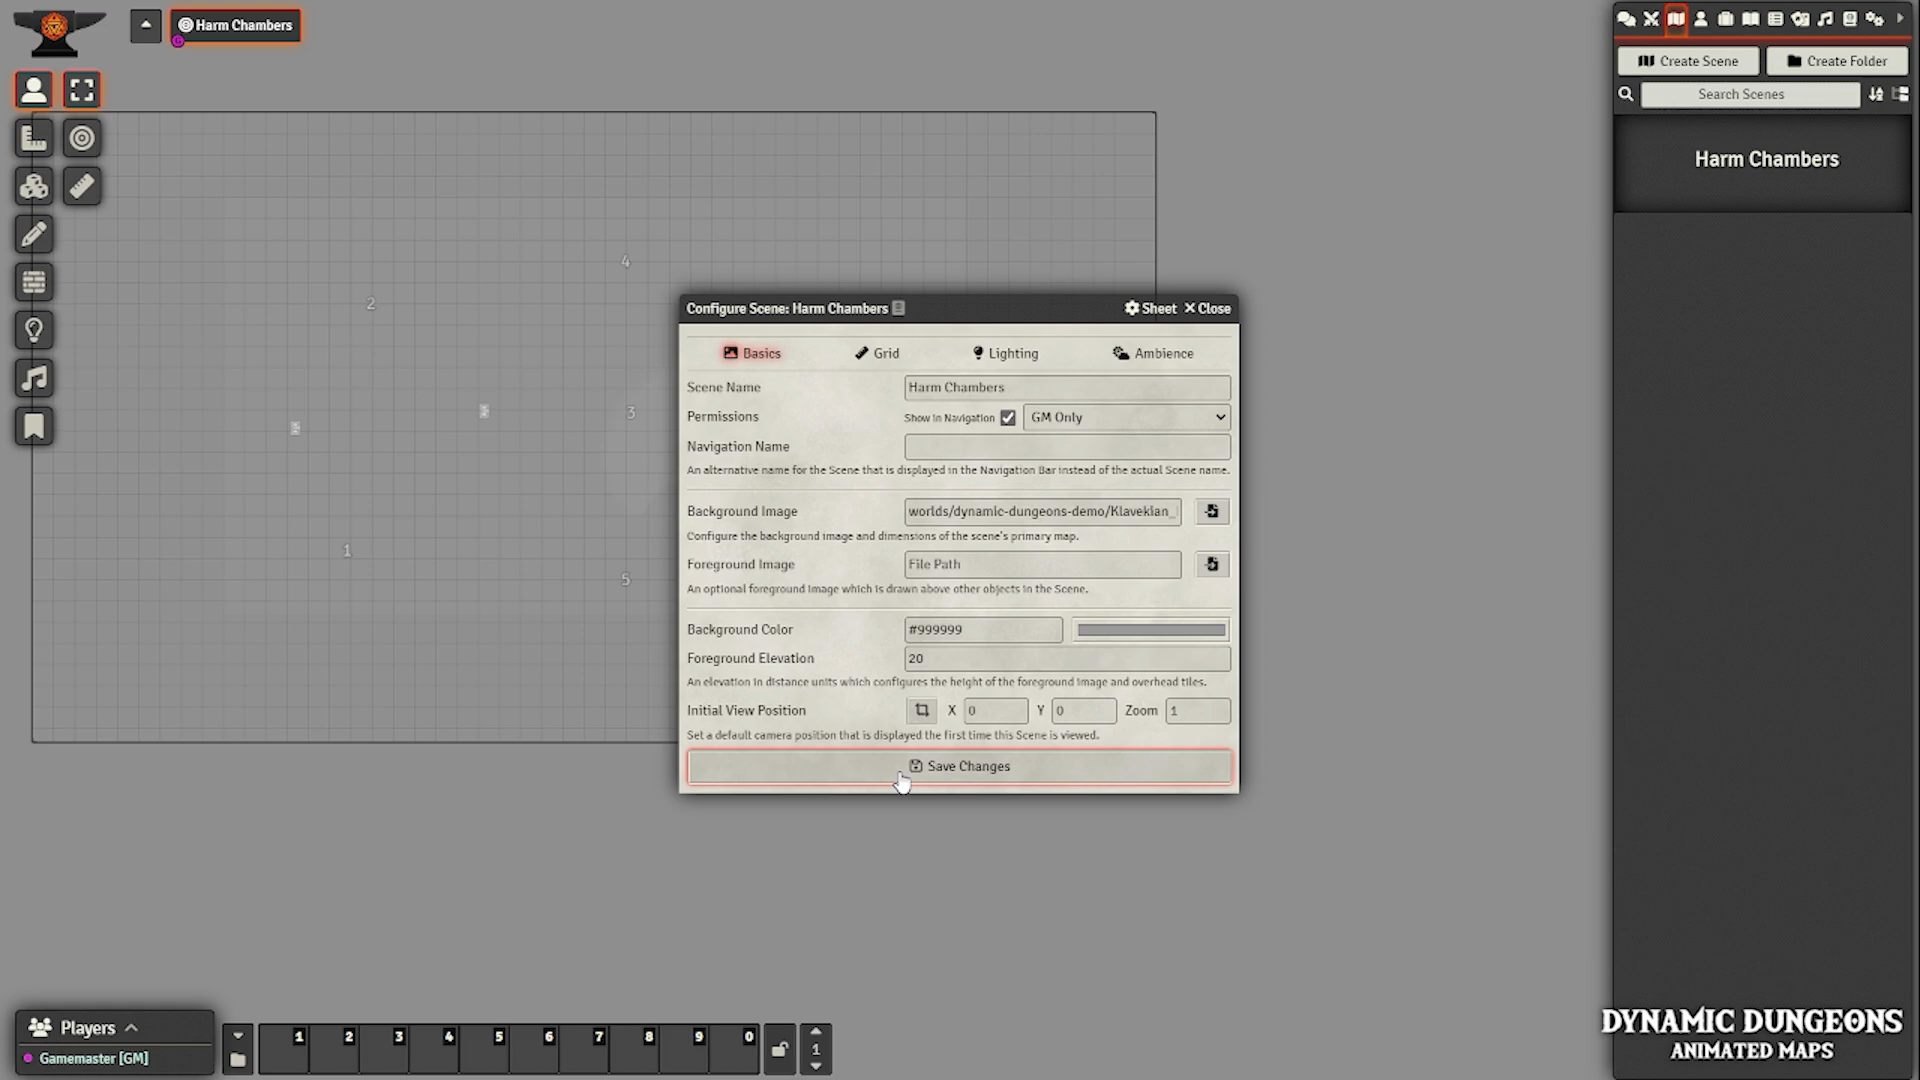 Harm Chambers
Create Scene
Create Folder
Search Scenes
Harm Chambers
4
2
3
1
5
Configure Scene: Harm Chambers
Sheet
Close
Basics
Grid
Lighting
Ambience
Scene Name
Harm Chambers
Permissions
Show in Navigation
GM Only
Navigation Name
An alternative name for the Scene that is displayed in the Navigation Bar instead of the actual Scene name.
Background Image
worlds/dynamic-dungeons-demo/Klavekian_
Configure the background image and dimensions of the scene's primary map.
Foreground Image
File Path
An optional foreground image which is drawn above other objects in the Scene.
Background Color
#999999
Foreground Elevation
20
An elevation in distance units which configures the height of the foreground image and overhead tiles.
Initial View Position
X 0 Y 0 Zoom 1
Set a default camera position that is displayed the first time this Scene is viewed.
Save Changes
Players
Gamemaster [GM]
1 2 3 4 5 6 7 8 9 0
1
DYNAMIC DUNGEONS
ANIMATED MAPS